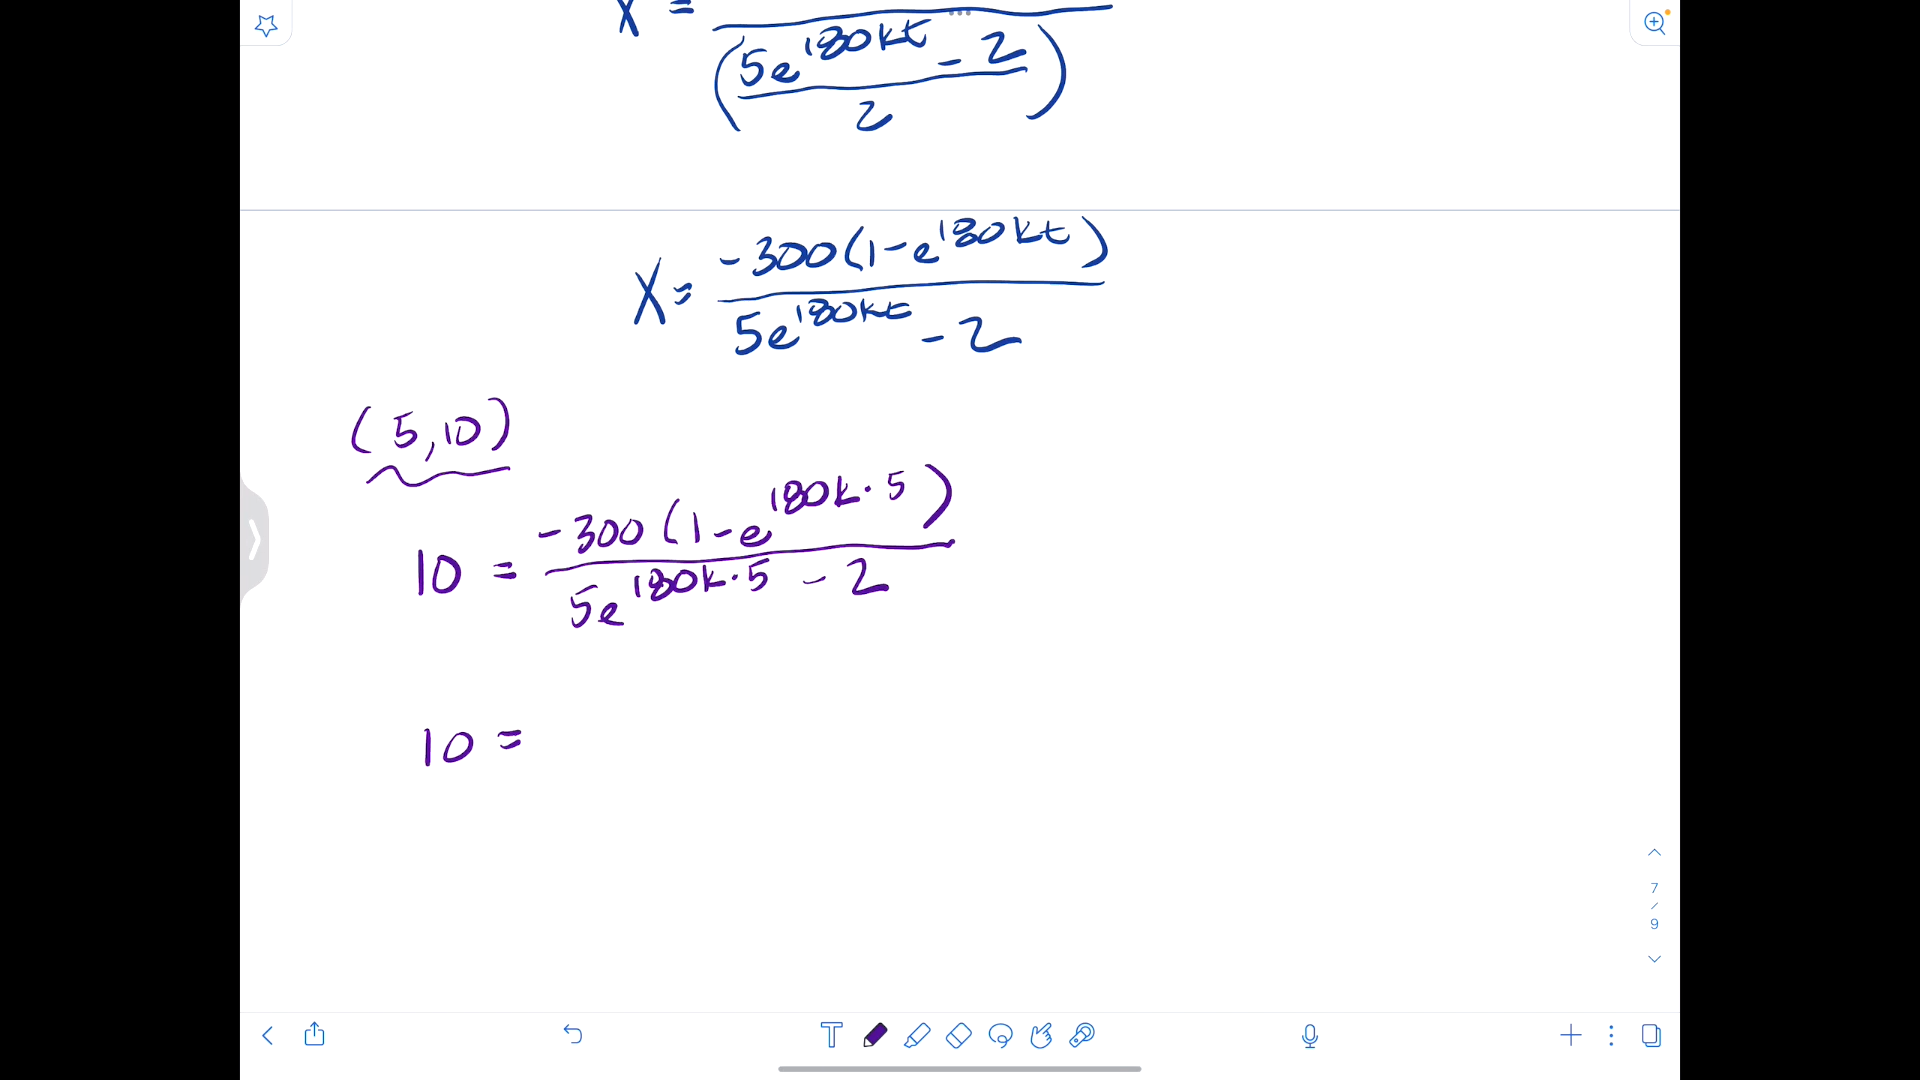 X =
(5e^180kt - 2)
2
X = -300(1-e^180kt)
5e^180kt - 2
(5,10)
10 = -300(1-e^180k·5)
5e^180k·5 - 2
10 =
7
/
9
T